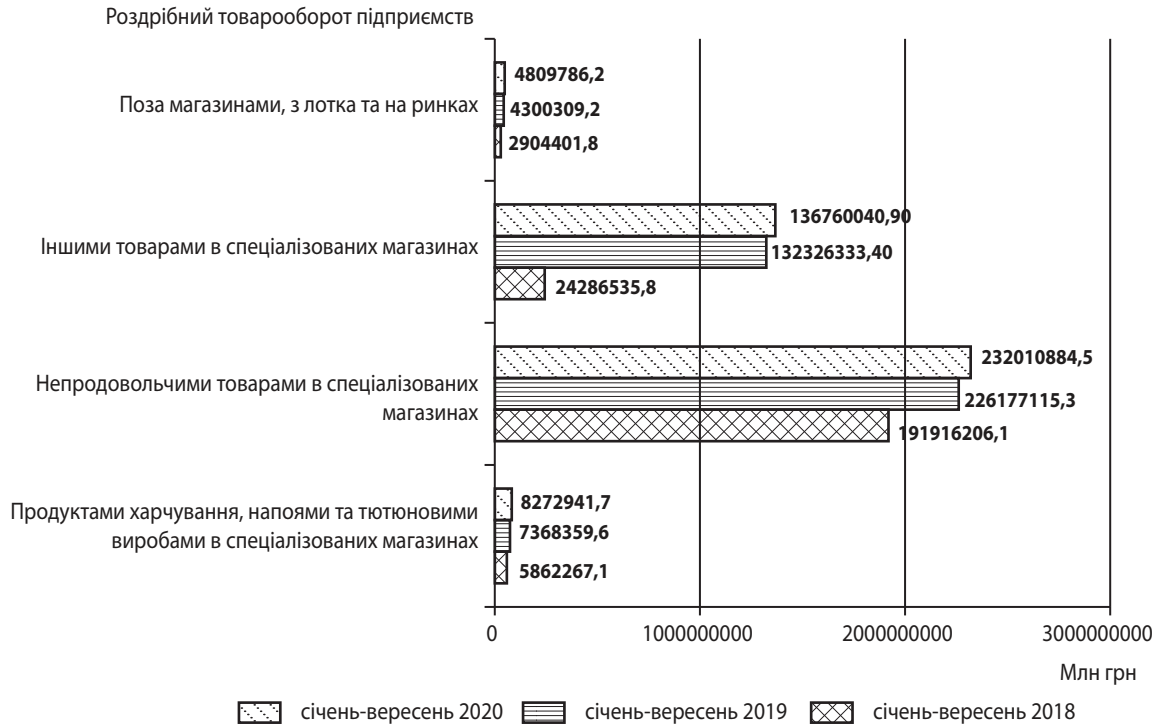 Роздрібний товарооборот підприємств
4809786,2
Поза магазинами, з лотка та на ринках
4300309,2
2904401,8
136760040,90
Іншими товарами в спеціалізованих магазинах
132326333,40
24286535,8
232010884,5
Непродовольчими товарами в спеціалізованих
магазинах
226177115,3
191916206,1
8272941,7
Продуктами харчування, напоями та тютюновими
виробами в спеціалізованих магазинах
7368359,6
5862267,1
0 1000000000 2000000000 3000000000
Млн грн
січень-вересень 2020 січень-вересень 2019 січень-вересень 2018